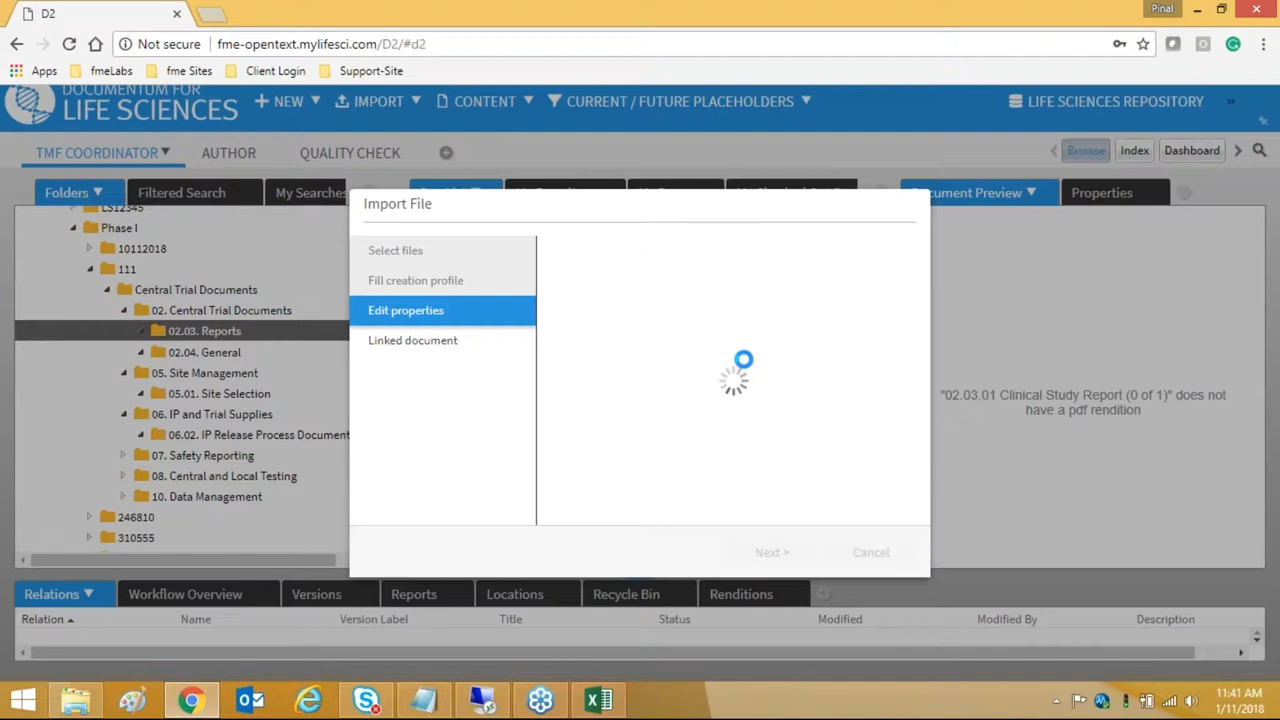 D2
Pinal
Not secure fme-opentext.mylifesci.com/D2/#d2
Apps fmeLabs fme Sites Client Login Support-Site
DOCUMENTUM FOR
LIFE SCIENCES
NEW IMPORT CONTENT CURRENT / FUTURE PLACEHOLDERS LIFE SCIENCES REPOSITORY
TMF COORDINATOR AUTHOR QUALITY CHECK Browse Index Dashboard
Folders Filtered Search My Searches Document Preview Properties
LS12345
Phase I
10112018
111
Central Trial Documents
02. Central Trial Documents
02.03. Reports
02.04. General
05. Site Management
05.01. Site Selection
06. IP and Trial Supplies
06.02. IP Release Process Document
07. Safety Reporting
08. Central and Local Testing
10. Data Management
246810
310555
Import File
Select files
Fill creation profile
Edit properties
Linked document
Next > Cancel
"02.03.01 Clinical Study Report (0 of 1)" does not
have a pdf rendition
Relations Workflow Overview Versions Reports Locations Recycle Bin Renditions
Relation Name Version Label Title Status Modified Modified By Description
11:41 AM
1/11/2018